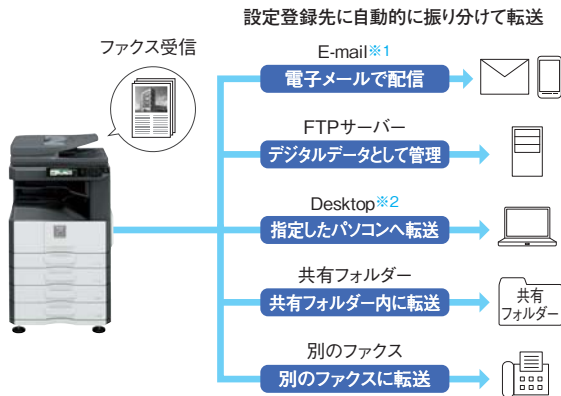 設定登録先に自動的に振り分けて転送
ファクス受信
E-mail※1
電子メールで配信
FTPサーバー
デジタルデータとして管理
Desktop※2
指定したパソコンへ転送
共有フォルダー
共有フォルダー内に転送
共有
フォルダー
別のファクス
別のファクスに転送